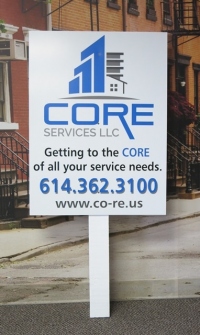 CORE
SERVICES LLC
Getting to the CORE
of all your service needs.
614.362.3100
www.co-re.us